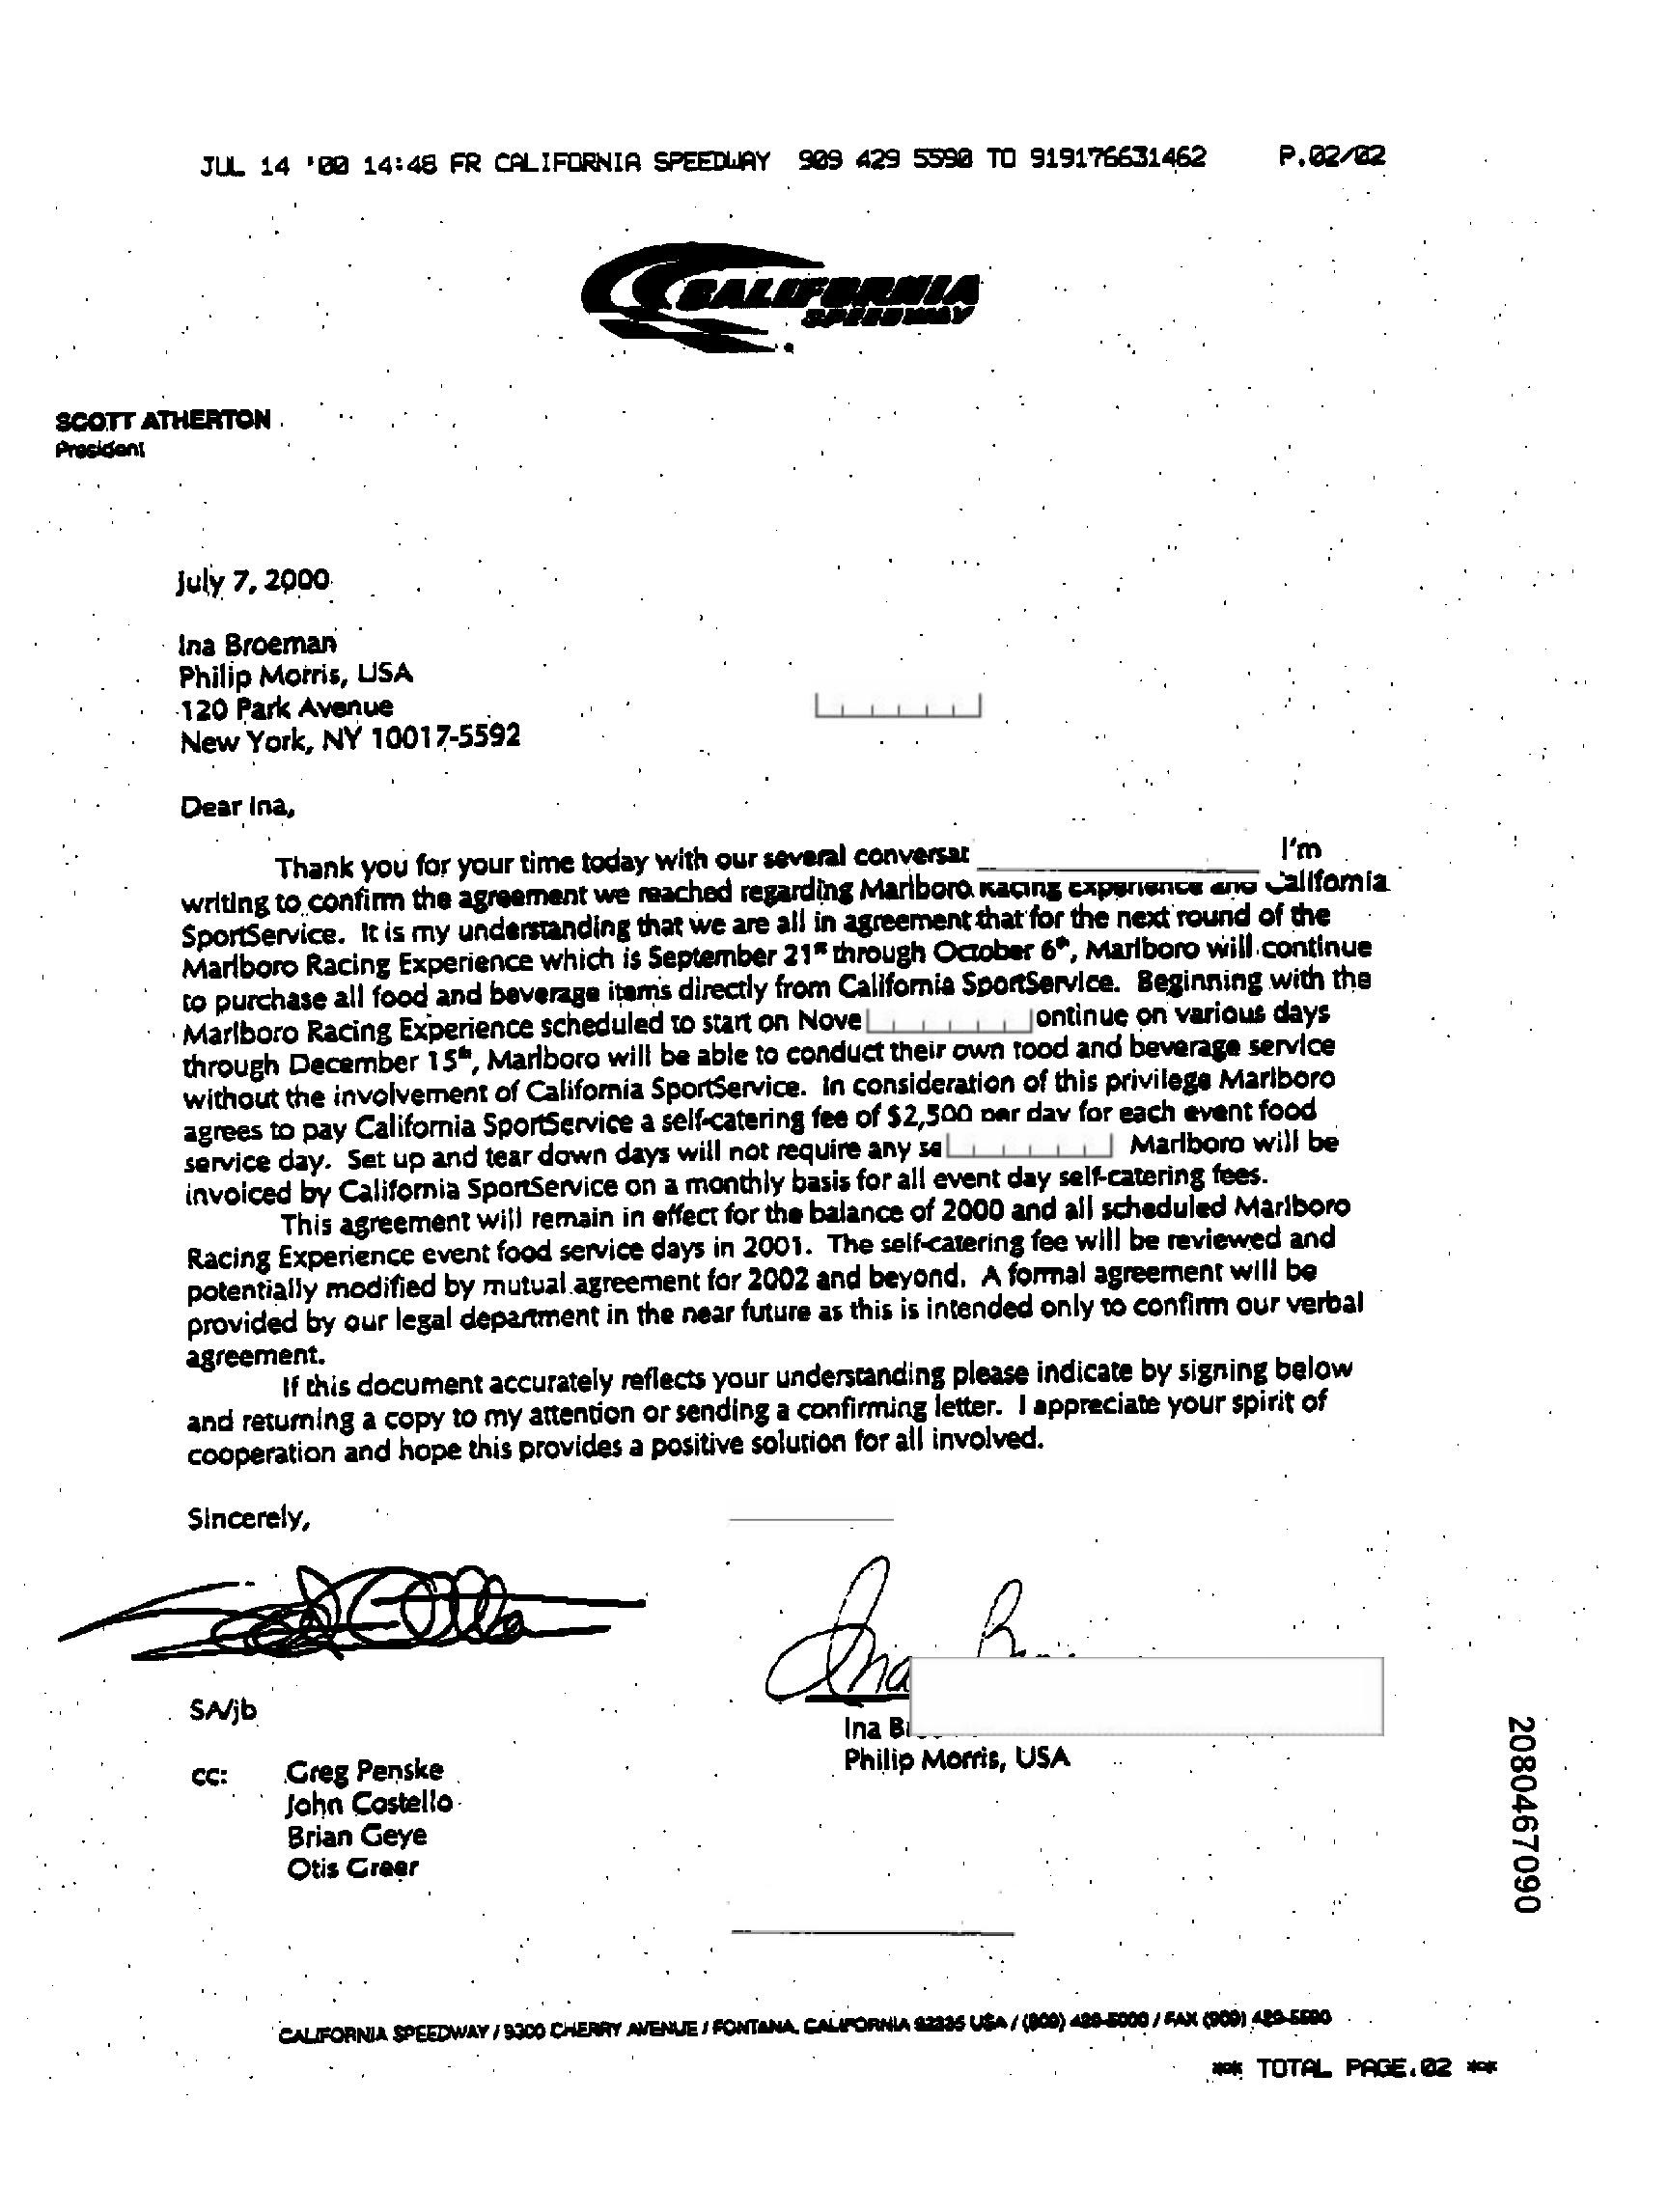 JUL 14 '00 14:48 FR CALIFORNIA SPEEDWAY 909 429 5590 TO 919176631462 P.02/02
CALIFORNIA
SPEEDWAY
SCOTT ATHERTON
President
July 7, 2000
Ina Broeman
Philip Morris, USA
120 Park Avenue
New York, NY 10017-5592
Dear Ina,
Thank you for your time today with our several I'm
writing to confirm the agreement we reached regarding Marlboro Racing Experience and California
SportService. It is my understanding that we are all in agreement that for the next round of the
Marlboro Racing Experience which is September 21st through October 6th, Marlboro will continue
to purchase all food and beverage items directly from California SportService. Beginning with the
Marlboro Racing Experience scheduled to start on on various days
through December 15th, Marlboro will be able to conduct their own food and beverage service
without the involvement of California SportService. In consideration of this privilege Marlboro
agrees to pay California SportService a self-catering fee of $2,500 per day for each event food
service day. Set up and tear down days will not require any Marlboro will be
invoiced by California SportService on a monthly basis for all event day self-catering fees.
This agreement will remain in effect for the balance of 2000 and all scheduled Marlboro
Racing Experience event food service days in 2001. The self-catering fee will be reviewed and
potentially modified by mutual agreement for 2002 and beyond. A formal agreement will be
provided by our legal department in the near future as this is intended only to confirm our verbal
agreement.
If this document accurately reflects your understanding please indicate by signing below
and returning a copy to my attention or sending a confirming letter. I appreciate your spirit of
cooperation and hope this provides a positive solution for all involved.
Sincerely,
Ina
SA/jb
Ina
Philip Morris, USA
cc: Greg Penske
John Costello
Brian Geye
Otis Greer
2080467090
CALIFORNIA SPEEDWAY / 9300 CHERRY AVENUE / FONTANA, CALIFORNIA 92335 USA / (909) 429-5000 / FAX (909) 429-5590
** TOTAL PAGE.02 **